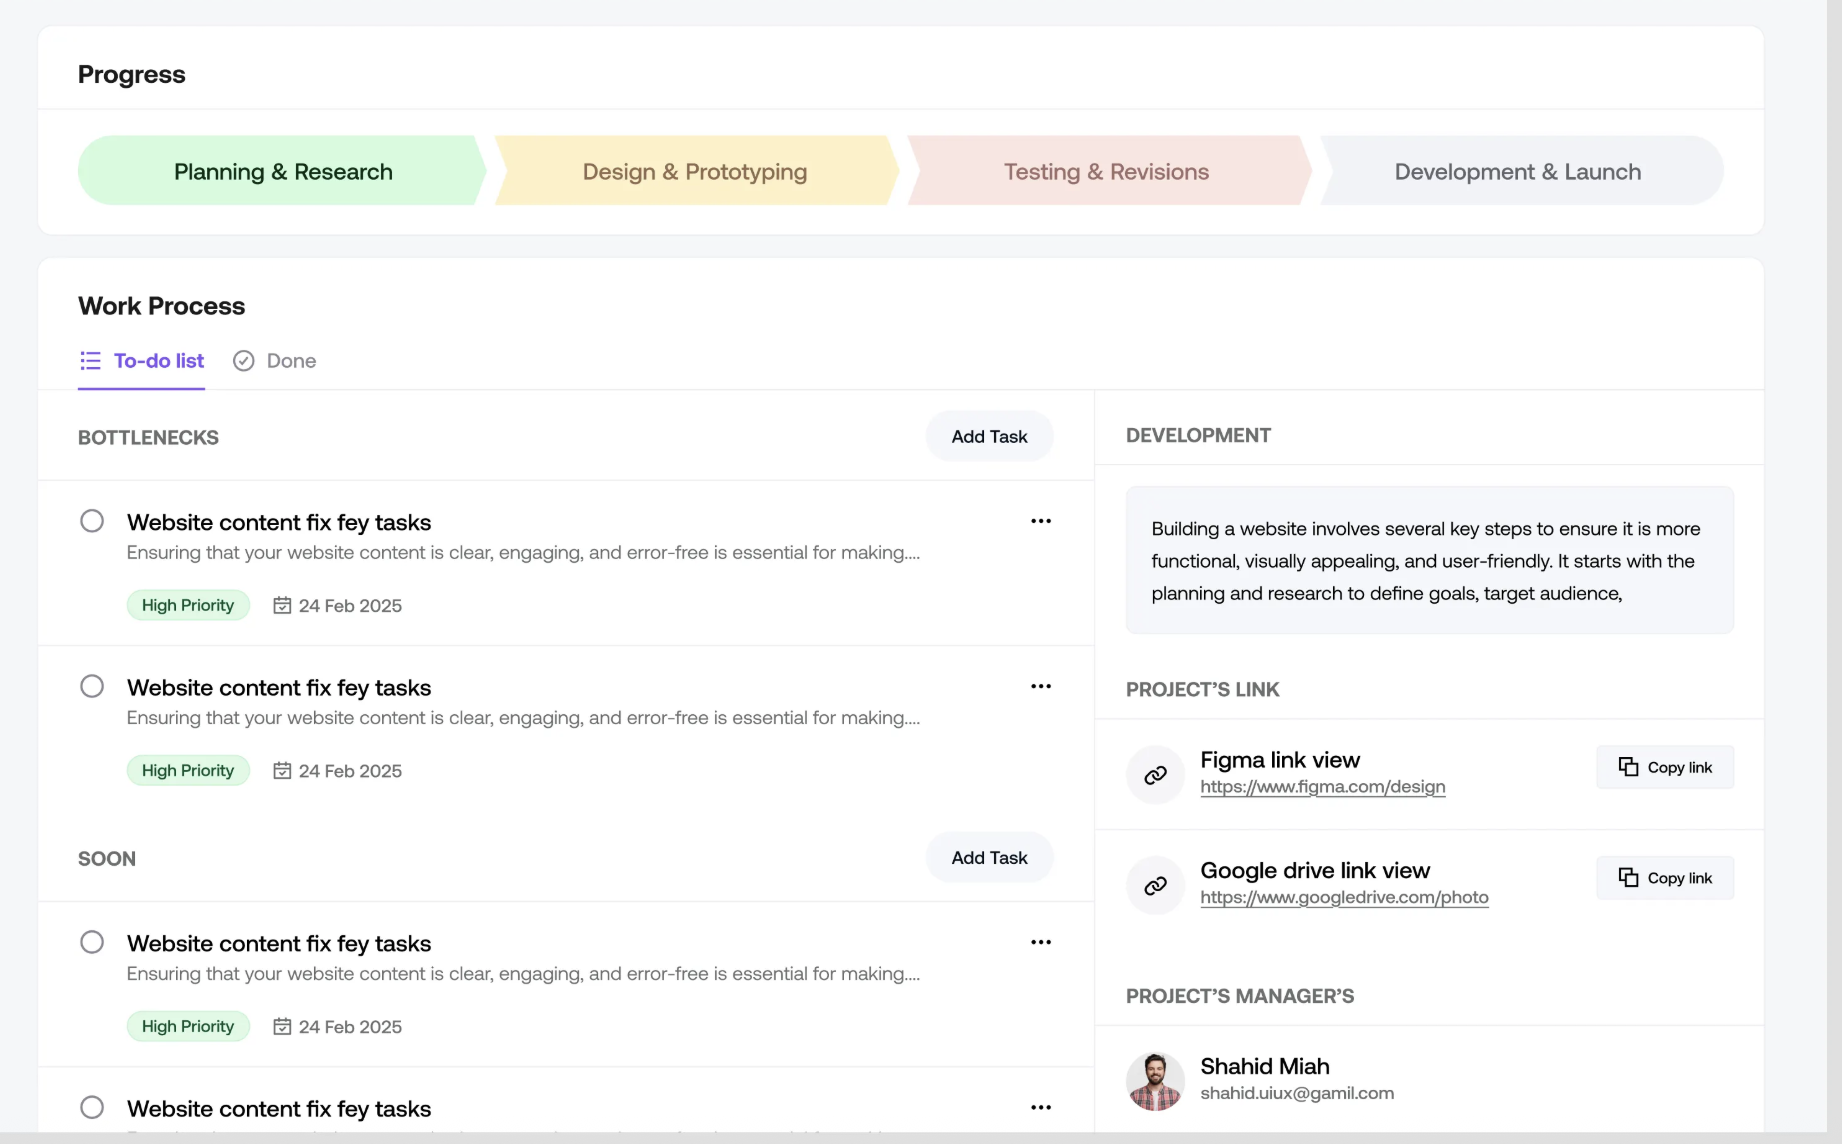 Progress
Planning & Research
Design & Prototyping
Testing & Revisions
Development & Launch
Work Process
To-do list
Done
BOTTLENECKS
Add Task
Website content fix fey tasks
Ensuring that your website content is clear, engaging, and error-free is essential for making....
High Priority
24 Feb 2025
Website content fix fey tasks
Ensuring that your website content is clear, engaging, and error-free is essential for making....
High Priority
24 Feb 2025
SOON
Add Task
Website content fix fey tasks
Ensuring that your website content is clear, engaging, and error-free is essential for making....
High Priority
24 Feb 2025
Website content fix fey tasks
DEVELOPMENT
Building a website involves several key steps to ensure it is more
functional, visually appealing, and user-friendly. It starts with the
planning and research to define goals, target audience,
PROJECT’S LINK
Figma link view
https://www.figma.com/design
Copy link
Google drive link view
https://www.googledrive.com/photo
Copy link
PROJECT’S MANAGER’S
Shahid Miah
shahid.uiux@gamil.com